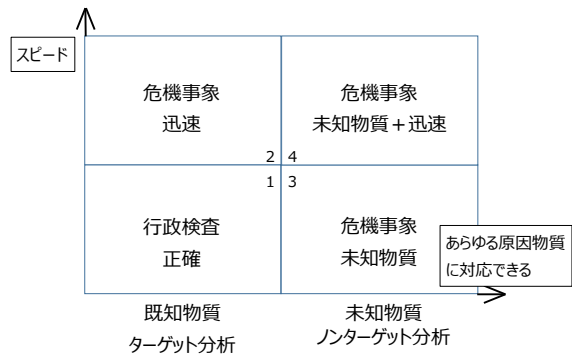 スピード
危機事象
迅速
危機事象
未知物質＋迅速
2 4
1 3
行政検査
正確
危機事象
未知物質
あらゆる原因物質
に対応できる
既知物質
ターゲット分析
未知物質
ノンターゲット分析